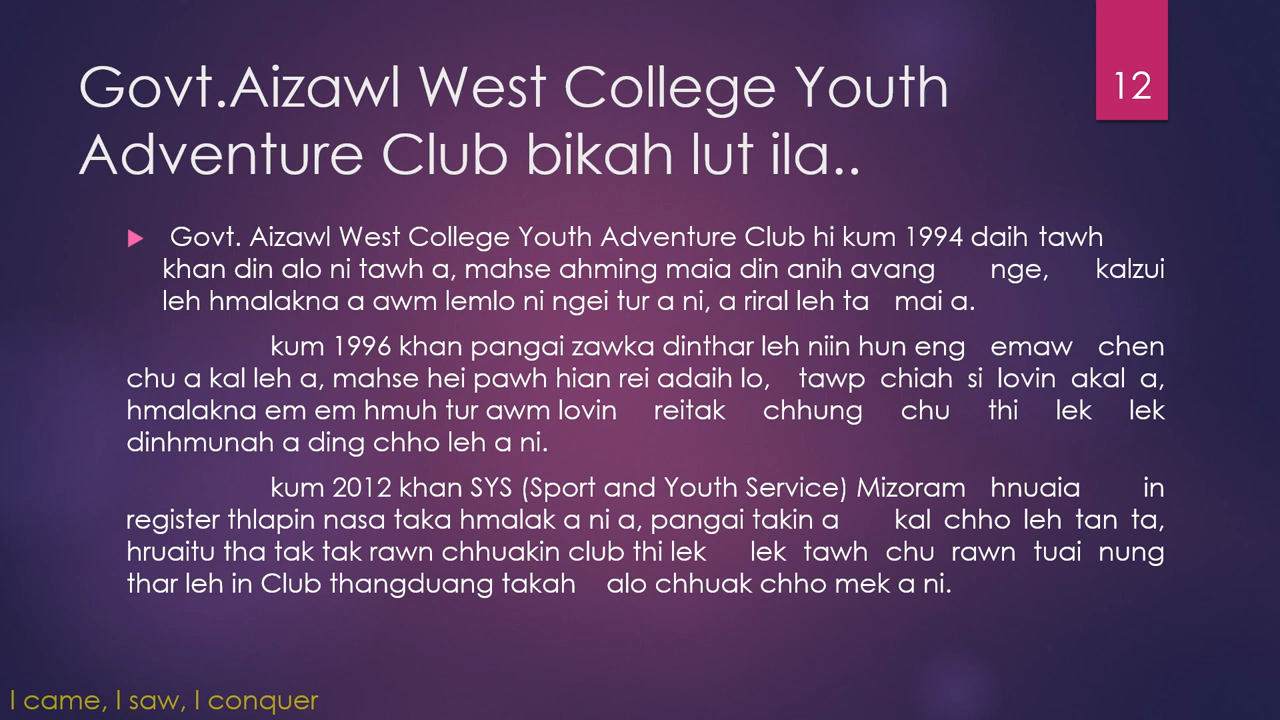 Govt.Aizawl West College Youth
Adventure Club bikah lut ila..
12
Govt. Aizawl West College Youth Adventure Club hi kum 1994 daih tawh
khan din alo ni tawh a, mahse ahming maia din anih avang nge, kalzui
leh hmalakna a awm lemlo ni ngei tur a ni, a riral leh ta mai a.
kum 1996 khan pangai zawka dinthar leh niin hun eng emaw chen
chu a kal leh a, mahse hei pawh hian rei adaih lo, tawp chiah si lovin akal a,
hmalakna em em hmuh tur awm lovin reitak chhung chu thi lek lek
dinhmunah a ding chho leh a ni.
kum 2012 khan SYS (Sport and Youth Service) Mizoram hnuaia in
register thlapin nasa taka hmalak a ni a, pangai takin a kal chho leh tan ta,
hruaitu tha tak tak rawn chhuakin club thi lek lek tawh chu rawn tuai nung
thar leh in Club thangduang takah alo chhuak chho mek a ni.
I came, I saw, I conquer